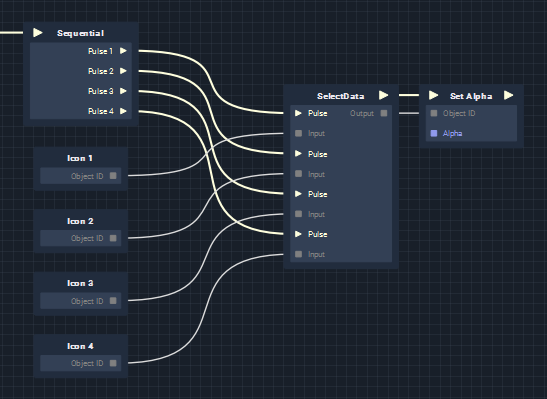 Sequential
Pulse 1
Pulse 2
Pulse 3
Pulse 4
Icon 1
Object ID
Icon 2
Object ID
Icon 3
Object ID
Icon 4
Object ID
SelectData
Pulse Output
Input
Pulse
Input
Pulse
Input
Pulse
Input
Set Alpha
Object ID
Alpha